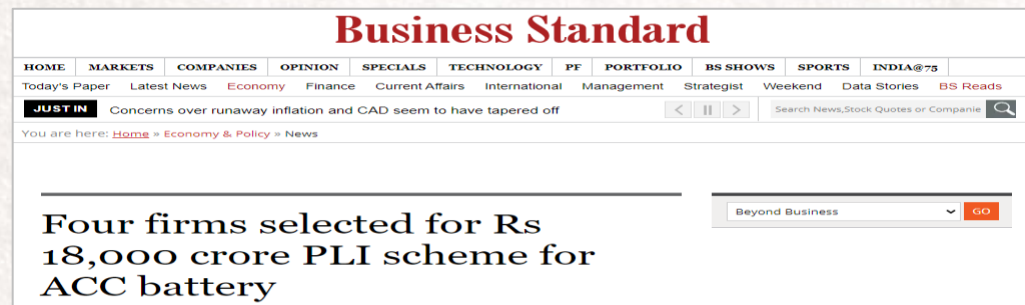 Business Standard
HOME MARKETS COMPANIES OPINION SPECIALS TECHNOLOGY PF PORTFOLIO BS SHOWS SPORTS INDIA@75
Today's Paper Latest News Economy Finance Current Affairs International Management Strategist Weekend Data Stories BS Reads
JUST IN Concerns over runaway inflation and CAD seem to have tapered off
Search News,Stock Quotes or Companie
You are here: Home » Economy & Policy » News
Beyond Business GO
Four firms selected for Rs
18,000 crore PLI scheme for
ACC battery